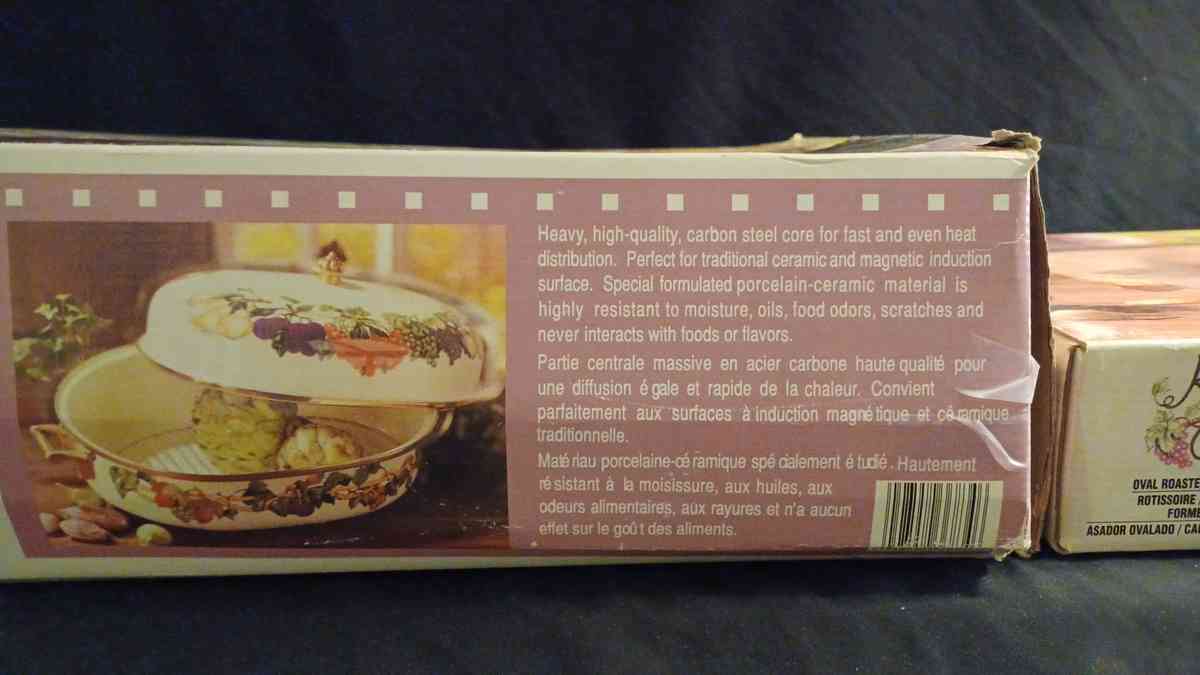 Heavy, high-quality, carbon steel core for fast and even heat
distribution. Perfect for traditional ceramic and magnetic induction
surface. Special formulated porcelain-ceramic material is
highly resistant to moisture, oils, food odors, scratches and
never interacts with foods or flavors.
Partie centrale massive en acier carbone haute qualité pour
une diffusion égale et rapide de la chaleur. Convient
parfaitement aux surfaces à induction magnétique et céramique
traditionnelle.
Matériau porcelaine-céramique spécialement étudié. Hautement
résistant à la moisissure, aux huiles, aux
odeurs alimentaires, aux rayures et n'a aucun
effet sur le goût des aliments.
OVAL
ROTISSOIRE
ASADOR OVALADO /